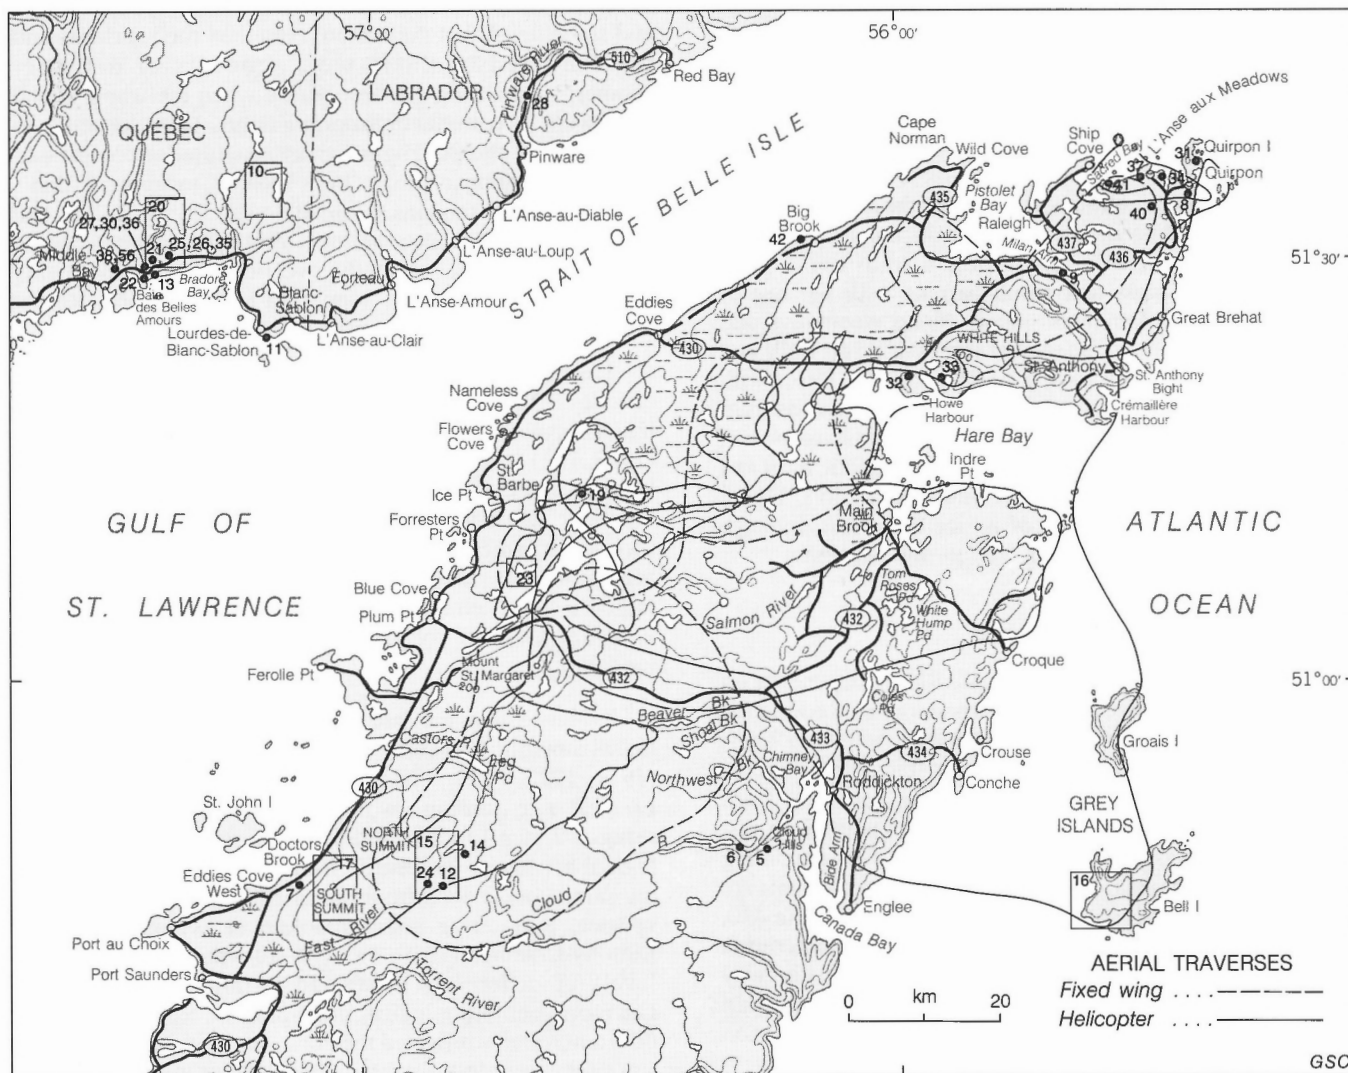 57°00'
56°00'
510
Red Bay
Pinware River
LABRADOR
28
QUÉBEC
Pinware
10
20
27,30,36
21
25,26,35
38,56
Middle
Bay
22
13
Baie
des Belles
Amours
Bradore
Bay
Forteau
Blanc-
Sablon
Lourdes-de-
Blanc-Sablon
11
L'Anse-au-Clair
L'Anse-Amour
L'Anse-au-Loup
L'Anse-au-Diable
STRAIT OF BELLE ISLE
Cape
Norman
Wild Cove
435
Pistolet
Bay
Raleigh
Ship
Cove
Sacred Bay
L'Anse aux Meadows
31
Quirpon I
Quirpon
37
34
41
8
40
437
436
Milan Arm
9
51°30'
Big
Brook
42
Eddies
Cove
430
Great Brehat
WHITE HILLS
100
St. Anthony
St. Anthony
Bight
Crémaillère
Harbour
32
33
Howe
Harbour
Hare Bay
Indre
Pt
Nameless
Cove
Flowers
Cove
St.
Barbe
Ice Pt
Forresters
Pt
19
Main
Brook
23
Blue Cove
Plum Pt
GULF OF
ST. LAWRENCE
ATLANTIC
OCEAN
Salmon River
Tom
Roses
Pd
White
Hump
Pd
432
Croque
Ferolle Pt
Mount
St. Margaret
200
432
51°00'
Beaver Bk
Shoal Bk
Coles
Pd
Castors R
Leg
Pd
433
434
Crouse
Conche
Groais I
Northwest Bk
Chimney
Bay
Roddickton
430
St. John I
GREY
ISLANDS
Doctors
Brook
NORTH
SUMMIT
15
14
17
24
12
6
5
Cloud
Hills
Eddies Cove
West
7
SOUTH
SUMMIT
16
Bell I
Bide Arm
Cloud R
East River
Englee
Canada Bay
Port au Choix
Port Saunders
Torrent
River
430
AERIAL TRAVERSES
Fixed wing ....
Helicopter ....
0 km 20
GSC